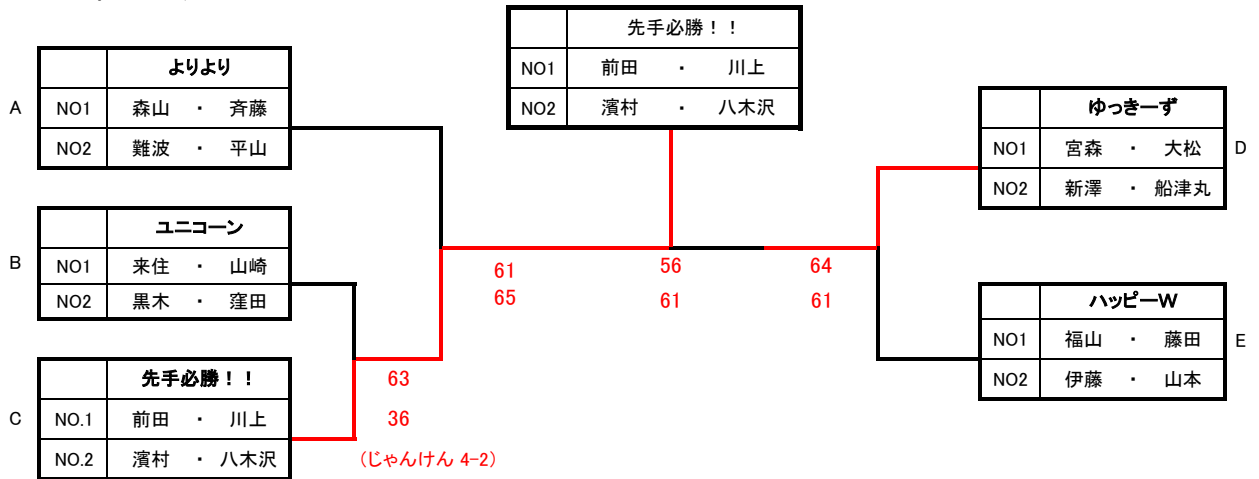 先手必勝！！
NO1 前田 ・ 川上
NO2 濱村 ・ 八木沢
よりより
A NO1 森山 ・ 斉藤
NO2 難波 ・ 平山
ユニコーン
B NO1 来住 ・ 山崎
NO2 黒木 ・ 窪田
先手必勝！！
C NO.1 前田 ・ 川上
NO.2 濱村 ・ 八木沢
63
36
(じゃんけん 4-2)
61
65
56
61
64
61
ゆっきーず
NO1 宮森 ・ 大松 D
NO2 新澤 ・ 船津丸
ハッピーW
NO1 福山 ・ 藤田 E
NO2 伊藤 ・ 山本